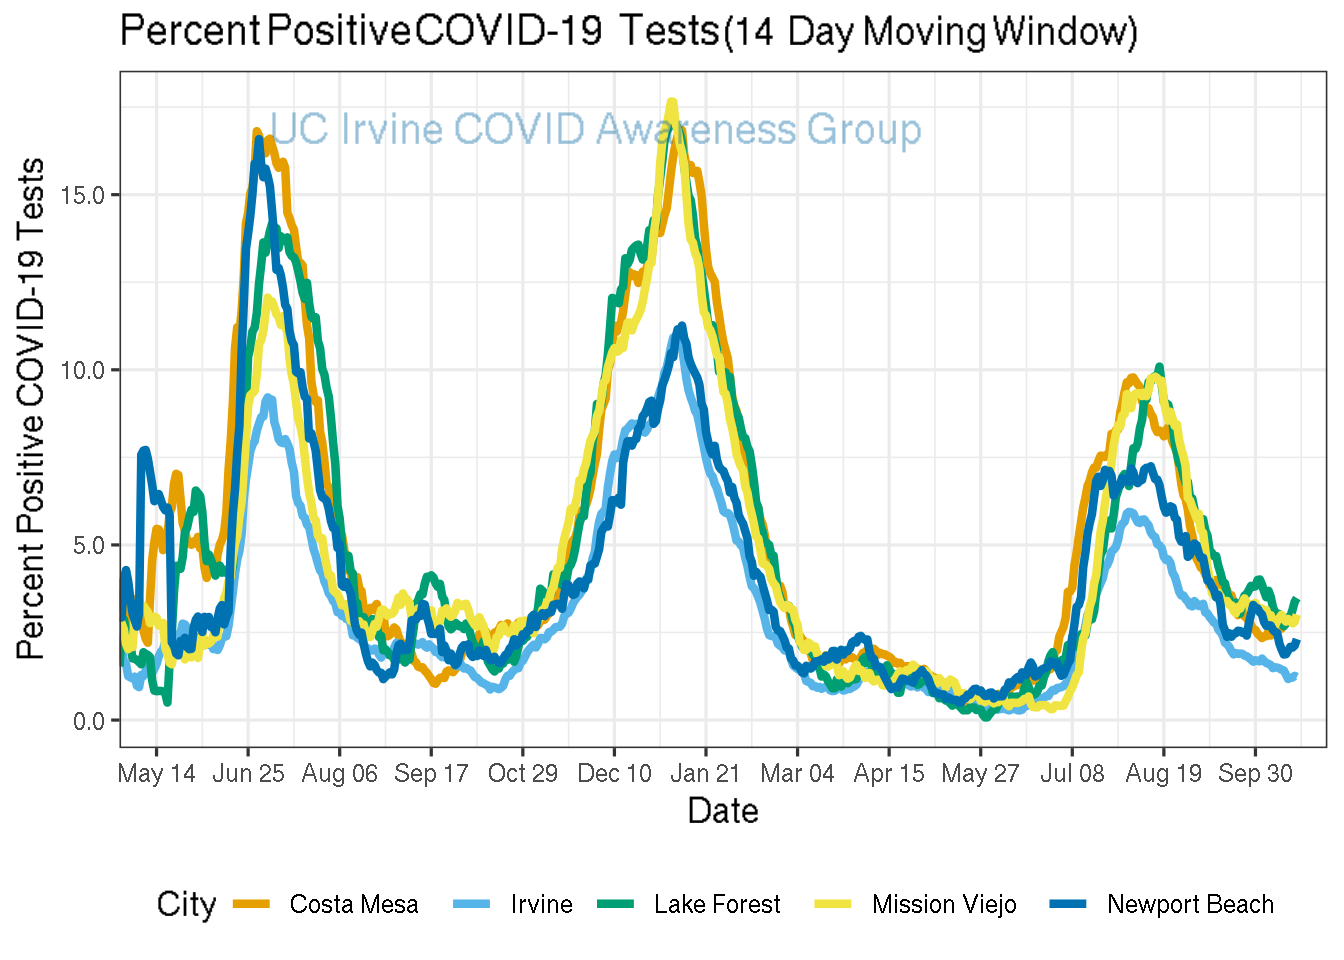 Percent Positive COVID-19 Tests (14 Day Moving Window)
UC Irvine COVID Awareness Group
Percent Positive COVID-19 Tests
15.0
10.0
5.0
0.0
May 14 Jun 25 Aug 06 Sep 17 Oct 29 Dec 10 Jan 21 Mar 04 Apr 15 May 27 Jul 08 Aug 19 Sep 30
Date
City Costa Mesa Irvine Lake Forest Mission Viejo Newport Beach